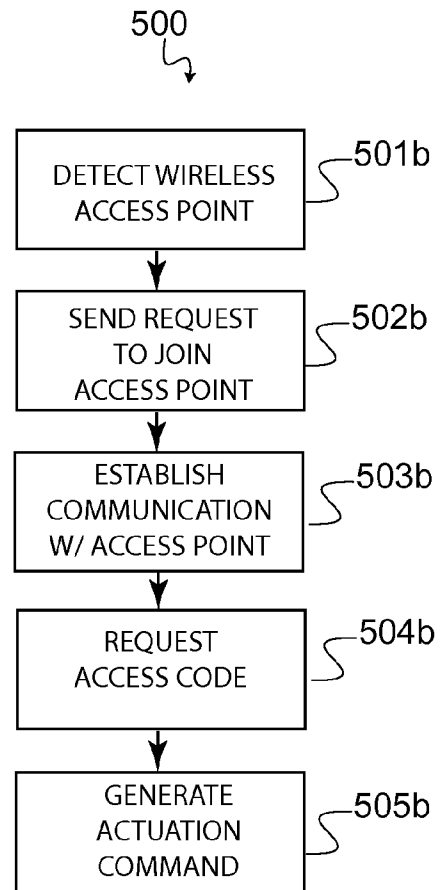 500
DETECT WIRELESS
ACCESS POINT
501b
SEND REQUEST
TO JOIN
ACCESS POINT
502b
ESTABLISH
COMMUNICATION
W/ ACCESS POINT
503b
REQUEST
ACCESS CODE
504b
GENERATE
ACTUATION
COMMAND
505b